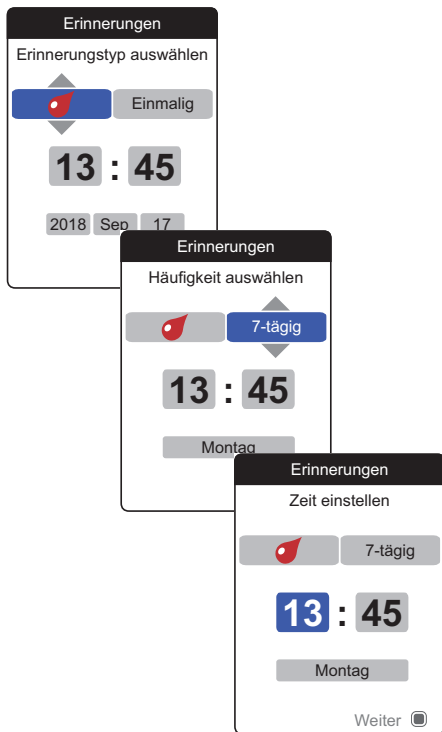 Erinnerungen
Erinnerungstyp auswählen
Einmalig
13 : 45
2018 Sep 17
Erinnerungen
Häufigkeit auswählen
7-tägig
13 : 45
Montag
Erinnerungen
Zeit einstellen
7-tägig
13 : 45
Montag
Weiter